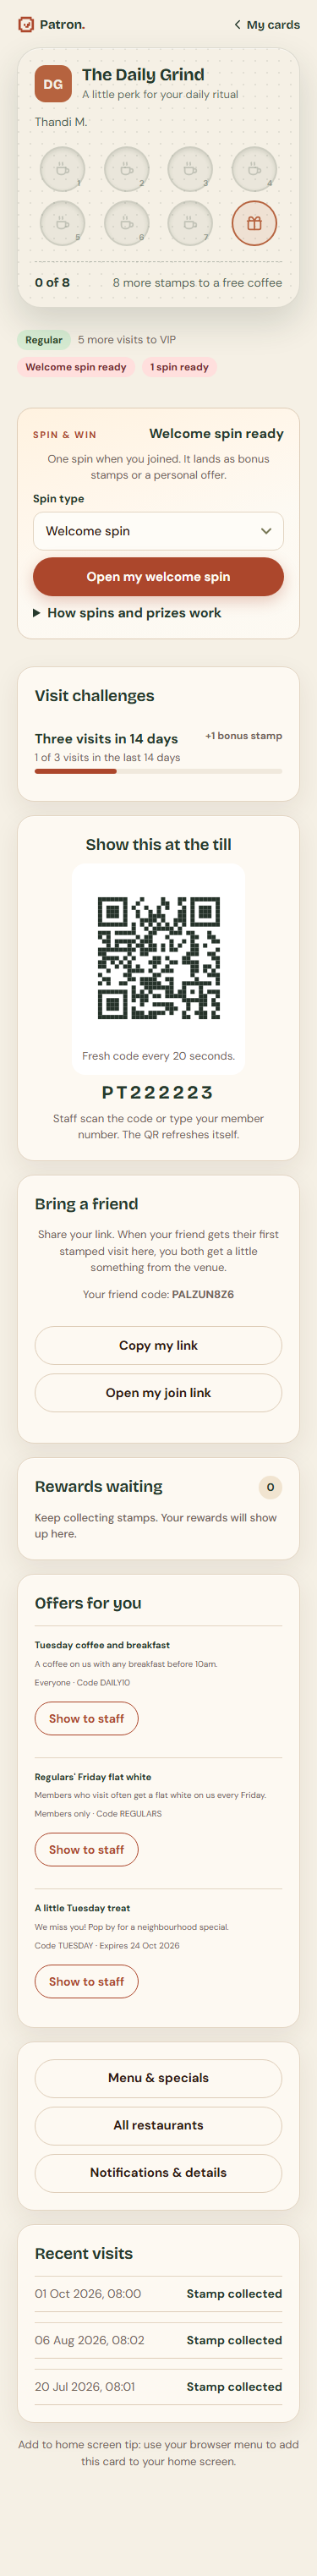 Patron.
My cards
DG
The Daily Grind
A little perk for your daily ritual
Thandi M.
1
2
3
4
5
6
7
0 of 8
8 more stamps to a free coffee
Regular
5 more visits to VIP
Welcome spin ready
1 spin ready
SPIN & WIN
Welcome spin ready
One spin when you joined. It lands as bonus
stamps or a personal offer.
Spin type
Welcome spin
Open my welcome spin
How spins and prizes work
Visit challenges
Three visits in 14 days
+1 bonus stamp
1 of 3 visits in the last 14 days
Show this at the till
Fresh code every 20 seconds.
PT222223
Staff scan the code or type your member
number. The QR refreshes itself.
Bring a friend
Share your link. When your friend gets their first
stamped visit here, you both get a little
something from the venue.
Your friend code: PALZUN8Z6
Copy my link
Open my join link
Rewards waiting
0
Keep collecting stamps. Your rewards will show
up here.
Offers for you
Tuesday coffee and breakfast
A coffee on us with any breakfast before 10am.
Everyone · Code DAILY10
Show to staff
Regulars' Friday flat white
Members who visit often get a flat white on us every Friday.
Members only · Code REGULARS
Show to staff
A little Tuesday treat
We miss you! Pop by for a neighbourhood special.
Code TUESDAY · Expires 24 Oct 2026
Show to staff
Menu & specials
All restaurants
Notifications & details
Recent visits
01 Oct 2026, 08:00
Stamp collected
06 Aug 2026, 08:02
Stamp collected
20 Jul 2026, 08:01
Stamp collected
Add to home screen tip: use your browser menu to add
this card to your home screen.